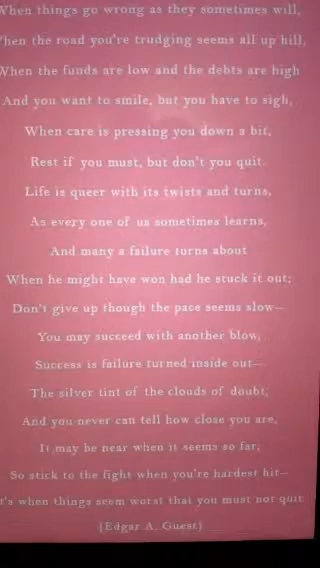 When things go wrong as they sometimes will,
When the road you're trudging seems all up hill,
When the funds are low and the debts are high
And you want to smile, but you have to sigh,
When care is pressing you down a bit,
Rest if you must, but don't you quit.
Life is queer with its twists and turns,
As every one of us sometimes learns,
And many a failure turns about
When he might have won had he stuck it out;
Don't give up though the pace seems slow—
You may succeed with another blow,
Success is failure turned inside out—
The silver tint of the clouds of doubt,
And you never can tell how close you are,
It may be near when it seems so far;
So stick to the fight when you're hardest hit—
It's when things seem worst that you must not quit.
(Edgar A. Guest)